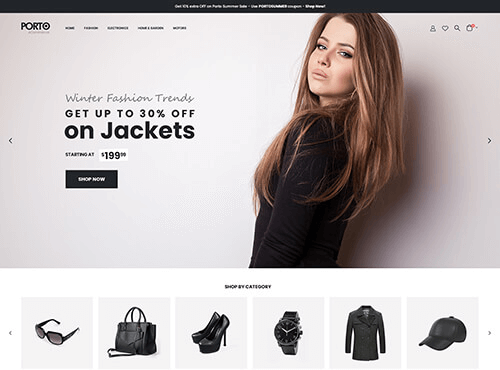 Get 10% extra OFF on Porto Summer Sale - Use PORTOSUMMER coupon - Shop Now!
PORTO
HOME FASHION ELECTRONICS HOME & GARDEN MOTORS
Winter Fashion Trends
GET UP TO 30% OFF
on Jackets
STARTING AT $199
SHOP NOW
SHOP BY CATEGORY